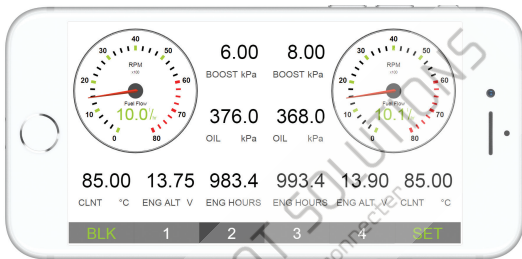 40 40
30 50 30 50
RPM RPM
x100 x100
20 60 20 60
10 70 10 70
0 80 0 80
Fuel Flow Fuel Flow
10.0 10.1
6.00 8.00
BOOST kPa BOOST kPa
376.0 368.0
OIL kPa OIL kPa
85.00 13.75 983.4 993.4 13.90 85.00
CLNT °C ENG ALT V ENG HOURS ENG HOURS ENG ALT V CLNT °C
BLK 1 2 3 4 SET
SOLUTIONS
connecter